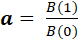 a = B(1) / B(0)